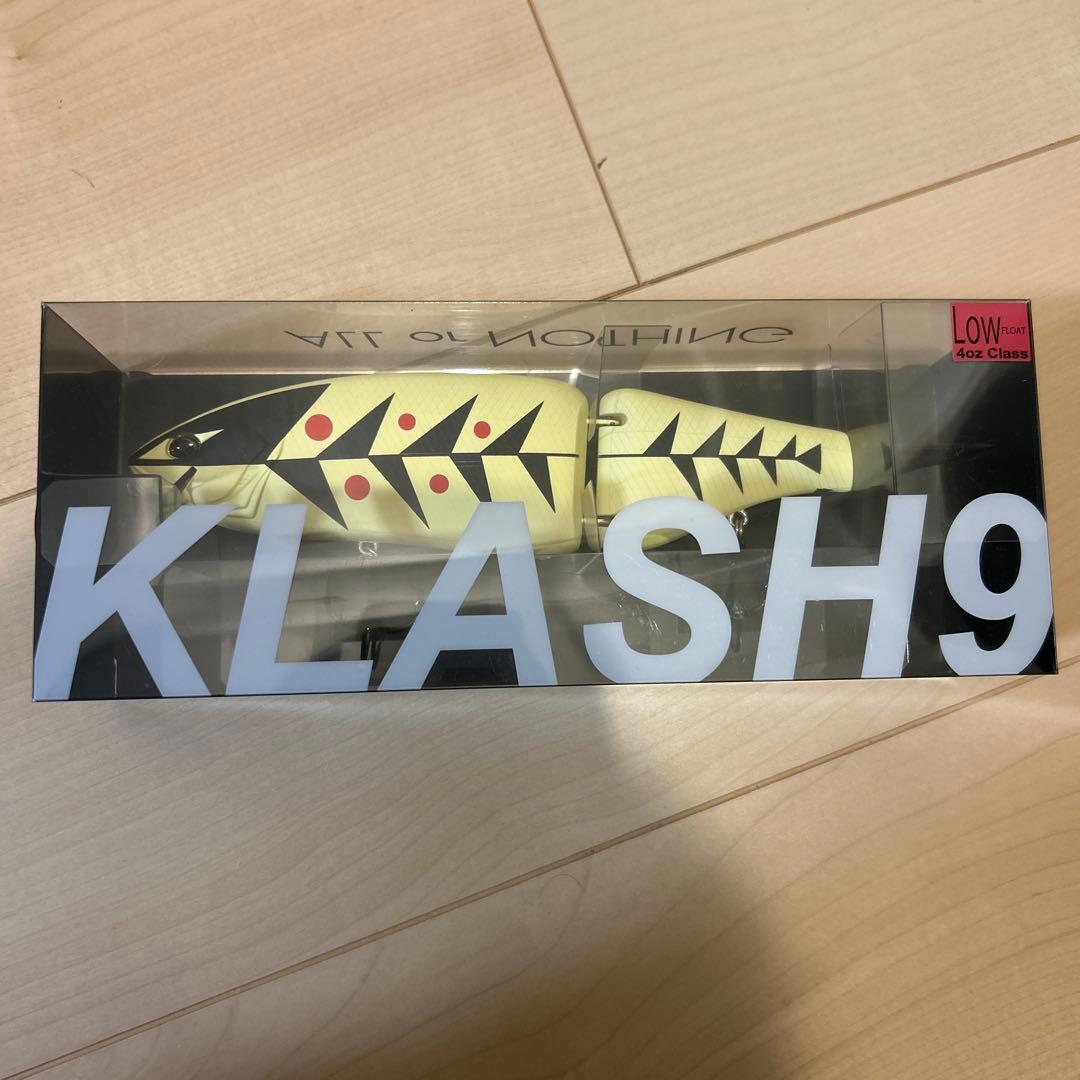 ALL or NOTHING
LOW FLOAT
4oz Class
KLASH9